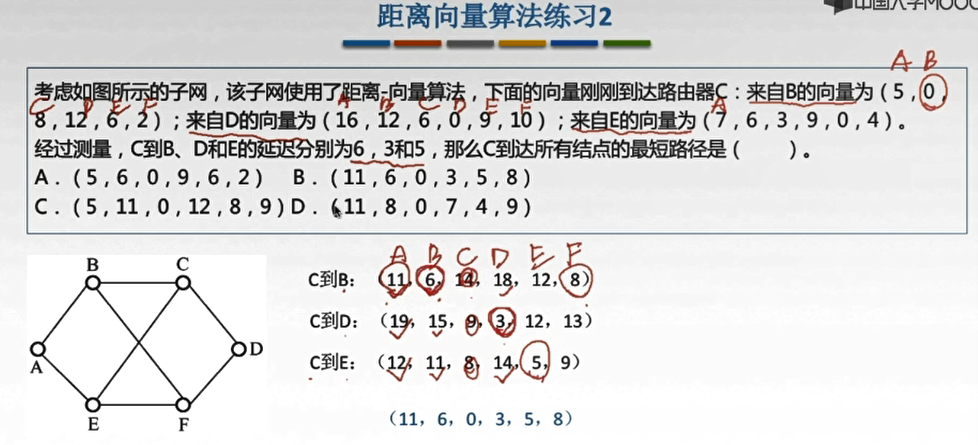 中国大学MOOC
距离向量算法练习2
A B
考虑如图所示的子网，该子网使用了距离-向量算法，下面的向量刚刚到达路由器C：来自B的向量为（5，0，
C D E F A B C D E F A
8，12，6，2）；来自D的向量为（16，12，6，0，9，10）；来自E的向量为（7，6，3，9，0，4）。
经过测量，C到B、D和E的延迟分别为6，3和5，那么C到达所有结点的最短路径是（ ）。
A．（5，6，0，9，6，2） B．（11，6，0，3，5，8）
C．（5，11，0，12，8，9）D．（11，8，0，7，4，9）
A B C D E F
C到B：（11，6，14，18，12，8）
C到D：（19，15，9，3，12，13）
C到E：（12，11，8，14，5，9）
（11，6，0，3，5，8）
B C
A D
E F